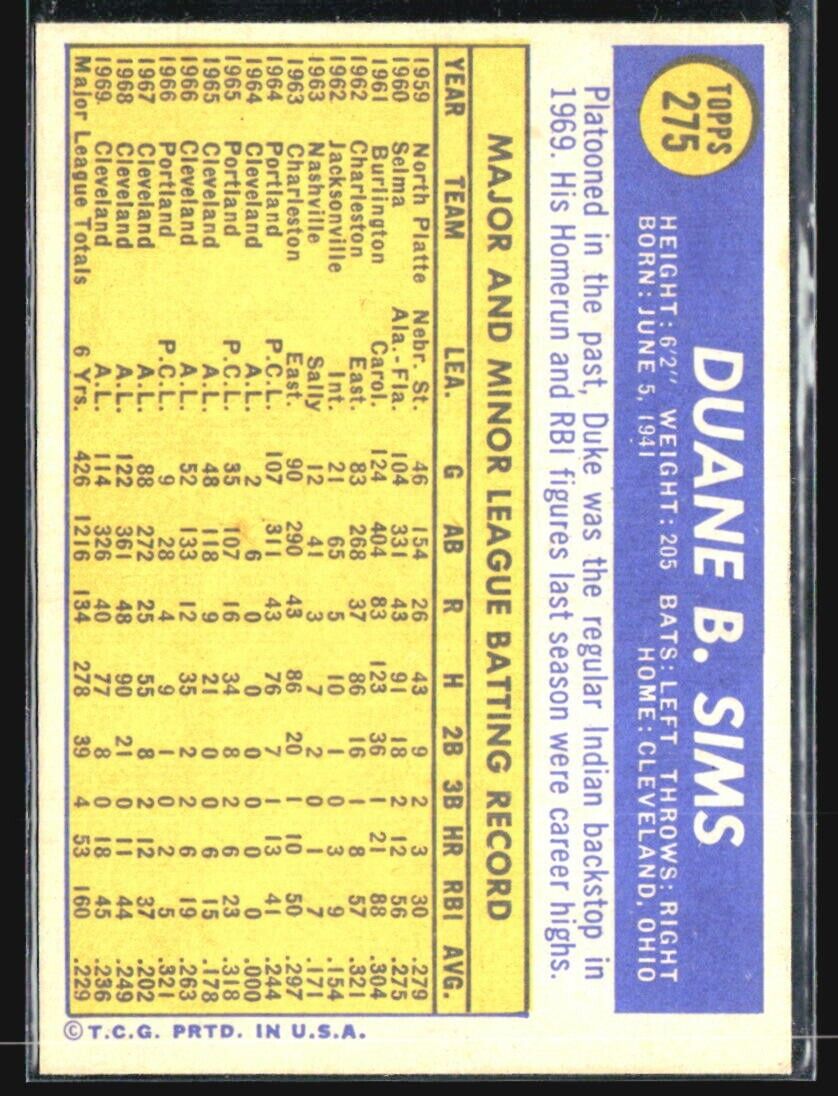 TOPPS
275
DUANE B. SIMS
HEIGHT: 6'2" WEIGHT: 205 BATS: LEFT THROWS: RIGHT
BORN: JUNE 5, 1941 HOME: CLEVELAND, OHIO
Platooned in the past, Duke was the regular Indian backstop in
1969. His Homerun and RBI figures last season were career highs.
MAJOR AND MINOR LEAGUE BATTING RECORD
YEAR TEAM LEA. G AB R H 2B 3B HR RBI AVG.
1959 North Platte Nebr. St. 46 154 26 43 9 2 3 30 .279
1960 Selma Ala.-Fla. 104 331 43 91 18 2 12 56 .275
1961 Burlington Carol. 124 404 83 123 36 1 21 88 .304
1962 Charleston East. 83 268 37 86 16 1 8 57 .321
1962 Jacksonville Int. 21 65 5 10 1 0 3 9 .154
1963 Nashville Sally 12 41 3 7 2 0 1 7 .171
1963 Charleston East. 90 290 43 86 20 1 10 50 .297
1964 Portland P.C.L. 107 311 43 76 7 1 13 41 .244
1964 Cleveland A.L. 2 6 0 0 0 0 0 0 .000
1965 Portland P.C.L. 35 107 16 34 8 2 6 23 .318
1965 Cleveland A.L. 48 118 9 21 0 0 6 15 .178
1966 Cleveland A.L. 52 133 12 35 2 2 6 19 .263
1966 Portland P.C.L. 9 28 4 9 1 0 2 5 .321
1967 Cleveland A.L. 88 272 25 55 8 2 12 37 .202
1968 Cleveland A.L. 122 361 48 90 21 0 11 44 .249
1969 Cleveland A.L. 114 326 40 77 8 0 18 45 .236
Major League Totals 6 Yrs. 426 1216 134 278 39 4 53 160 .229
© T.C.G. PRTD. IN U.S.A.